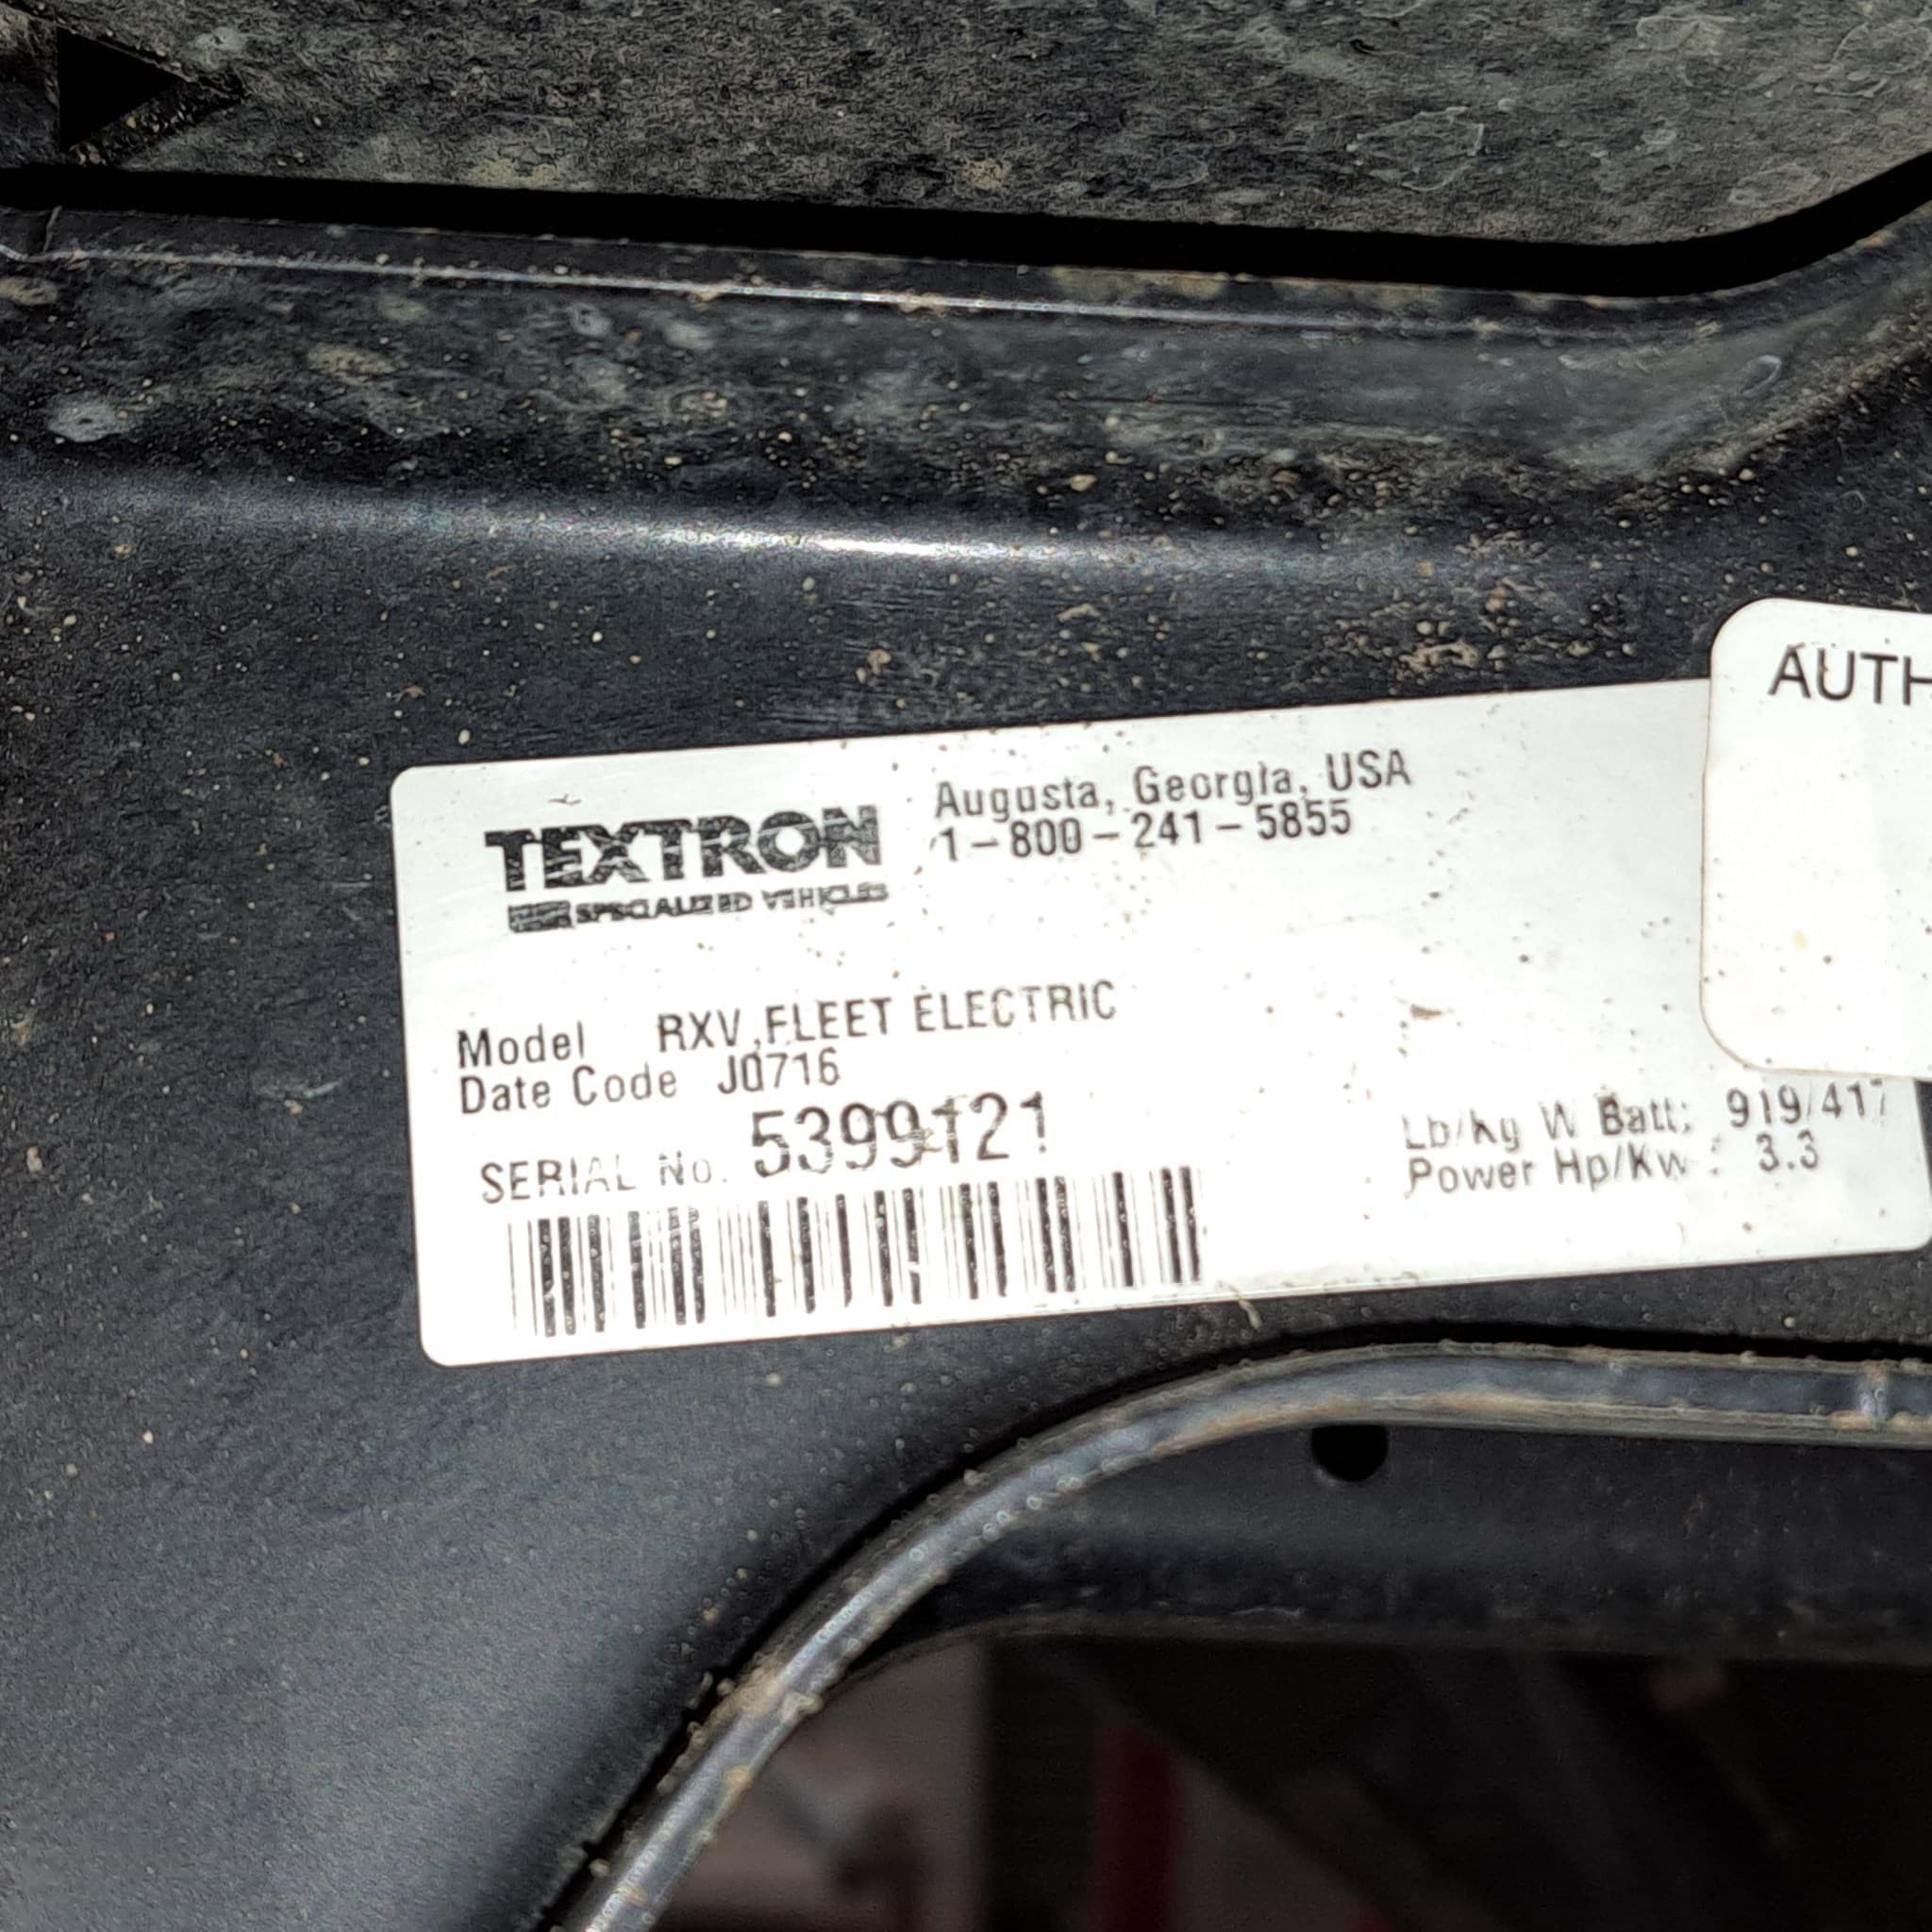 TEXTRON
SPECIALIZED VEHICLES
Augusta, Georgia, USA
1-800-241-5855
AUTH
Model RXV,FLEET ELECTRIC
Date Code J0716
SERIAL No. 5399121
Lb/kg W Batt: 919/417
Power Hp/Kw : 3.3